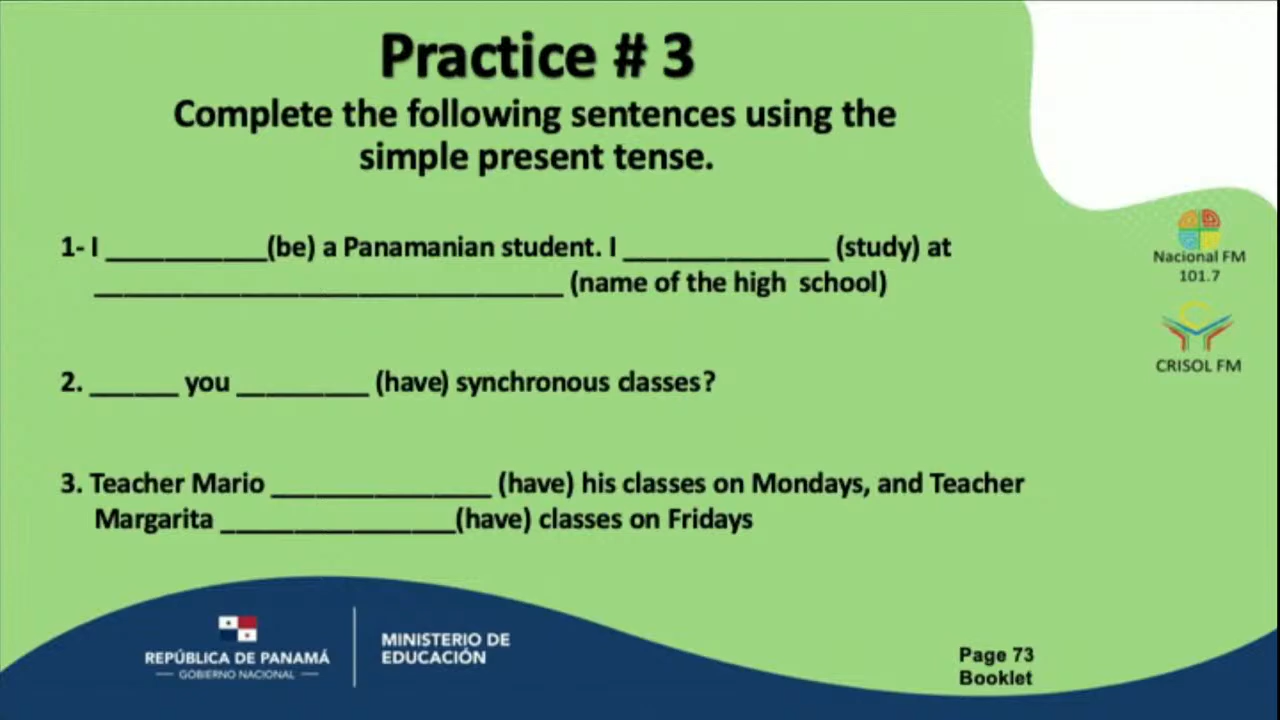 Practice # 3
Complete the following sentences using the
simple present tense.
1- I ___________(be) a Panamanian student. I ______________ (study) at
________________________________ (name of the high school)
2. ______ you _________ (have) synchronous classes?
3. Teacher Mario _______________ (have) his classes on Mondays, and Teacher
Margarita ________________(have) classes on Fridays
Nacional FM
101.7
CRISOL FM
REPÚBLICA DE PANAMÁ
— GOBIERNO NACIONAL —
MINISTERIO DE
EDUCACIÓN
Page 73
Booklet